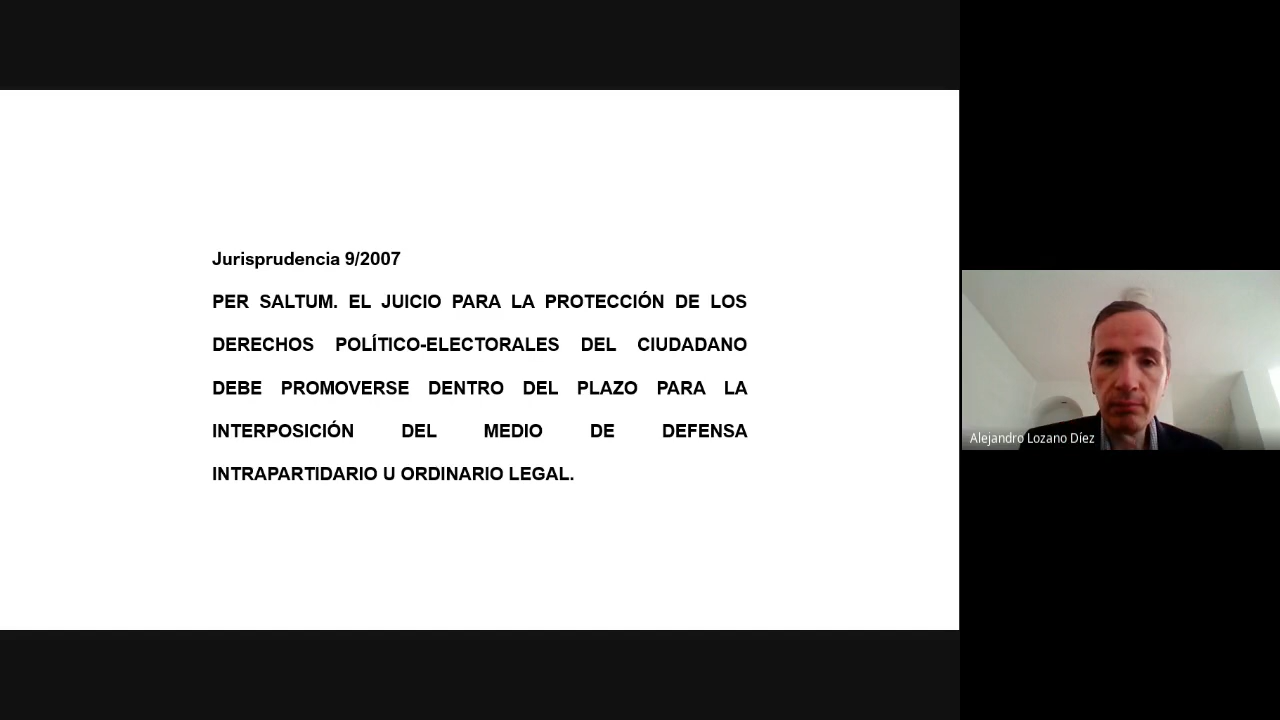 Jurisprudencia 9/2007
PER SALTUM. EL JUICIO PARA LA PROTECCIÓN DE LOS
DERECHOS POLÍTICO-ELECTORALES DEL CIUDADANO
DEBE PROMOVERSE DENTRO DEL PLAZO PARA LA
INTERPOSICIÓN DEL MEDIO DE DEFENSA
INTRAPARTIDARIO U ORDINARIO LEGAL.
Alejandro Lozano Díez